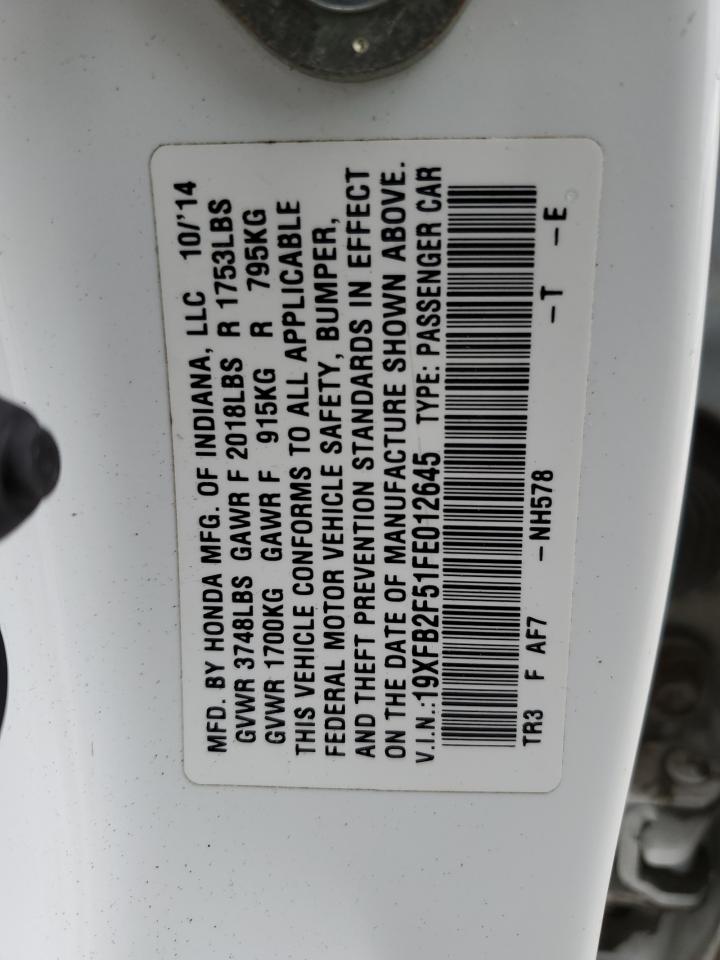 MFD. BY HONDA MFG. OF INDIANA, LLC 10/'14
GVWR 3748LBS GAWR F 2018LBS R 1753LBS
GVWR 1700KG GAWR F 915KG R 795KG
THIS VEHICLE CONFORMS TO ALL APPLICABLE
FEDERAL MOTOR VEHICLE SAFETY, BUMPER,
AND THEFT PREVENTION STANDARDS IN EFFECT
ON THE DATE OF MANUFACTURE SHOWN ABOVE.
V.I.N.:19XFB2F51FE012645 TYPE: PASSENGER CAR
TR3 F AF7 -NH578 -T -E